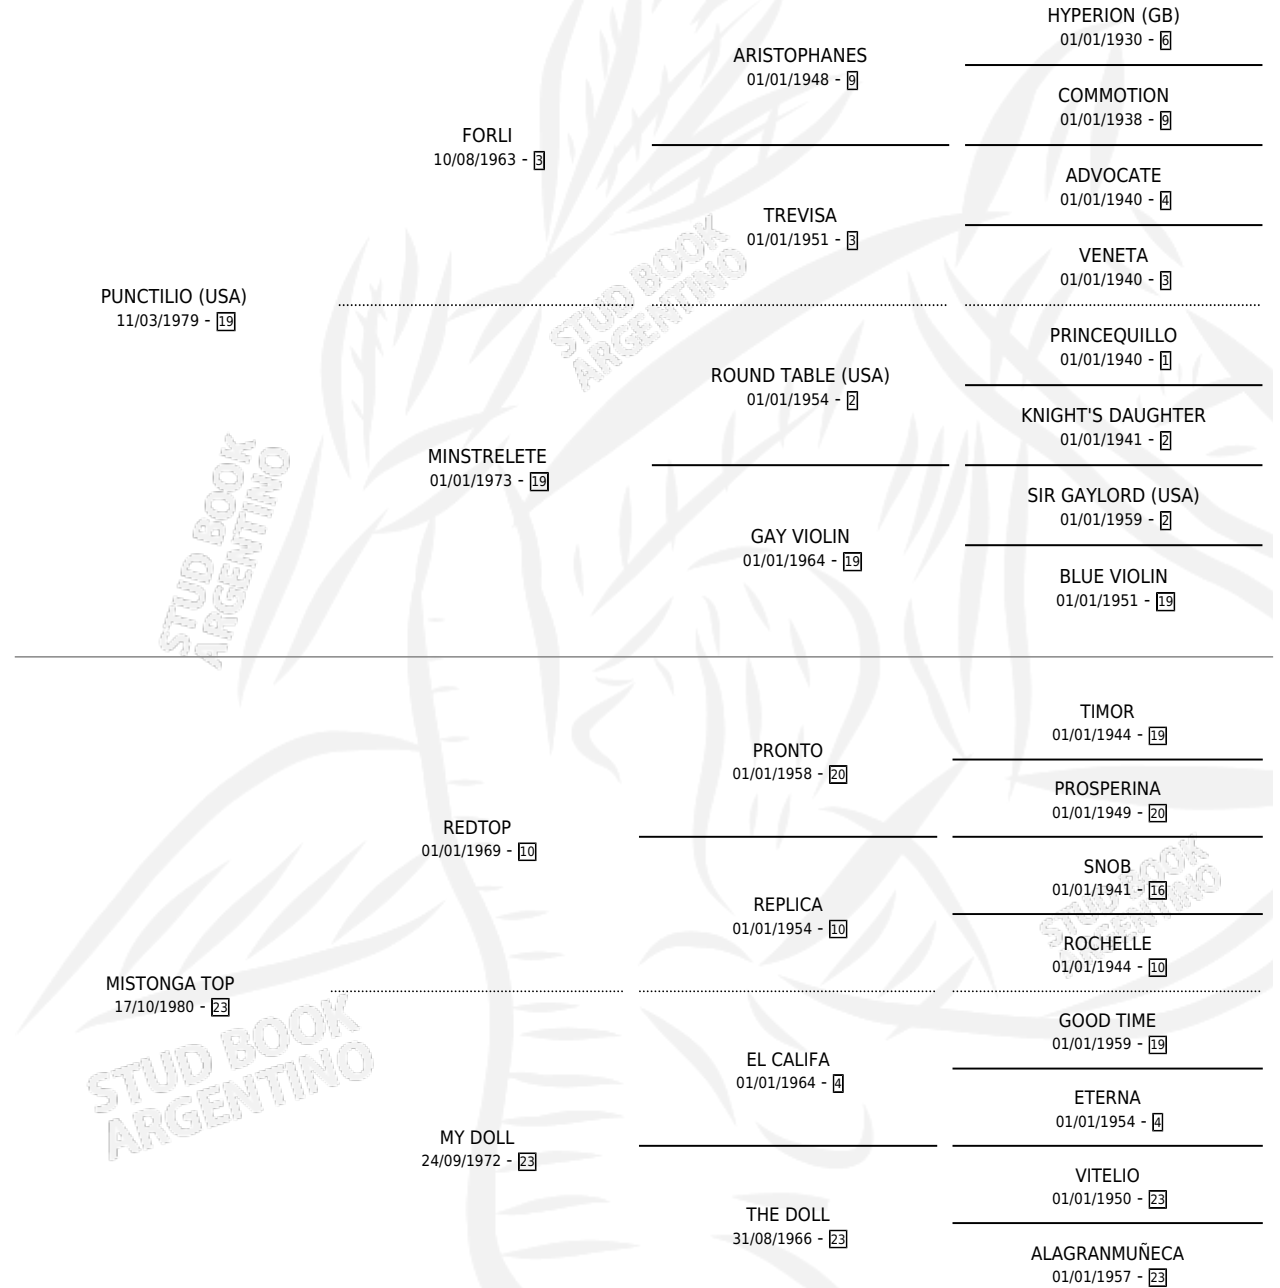 HYPERION (GB)
01/01/1930 - 6
ARISTOPHANES
01/01/1948 - 9
COMMOTION
01/01/1938 - 9
FORLI
10/08/1963 - 3
ADVOCATE
01/01/1940 - 4
TREVISA
01/01/1951 - 3
VENETA
01/01/1940 - 3
PUNCTILIO (USA)
11/03/1979 - 19
PRINCEQUILLO
01/01/1940 - 1
ROUND TABLE (USA)
01/01/1954 - 2
KNIGHT'S DAUGHTER
01/01/1941 - 2
MINSTRELETE
01/01/1973 - 19
SIR GAYLORD (USA)
01/01/1959 - 2
GAY VIOLIN
01/01/1964 - 19
BLUE VIOLIN
01/01/1951 - 19
STUD BOOK
ARGENTINO
STUD BOOK
ARGENTINO
TIMOR
01/01/1944 - 19
PRONTO
01/01/1958 - 20
PROSPERINA
01/01/1949 - 20
REDTOP
01/01/1969 - 10
SNOB
01/01/1941 - 16
REPLICA
01/01/1954 - 10
ROCHELLE
01/01/1944 - 10
MISTONGA TOP
17/10/1980 - 23
GOOD TIME
01/01/1959 - 19
EL CALIFA
01/01/1964 - 4
ETERNA
01/01/1954 - 4
MY DOLL
24/09/1972 - 23
VITELIO
01/01/1950 - 23
THE DOLL
31/08/1966 - 23
ALAGRANMUÑECA
01/01/1957 - 23
STUD BOOK
ARGENTINO
STUD BOOK
ARGENTINO